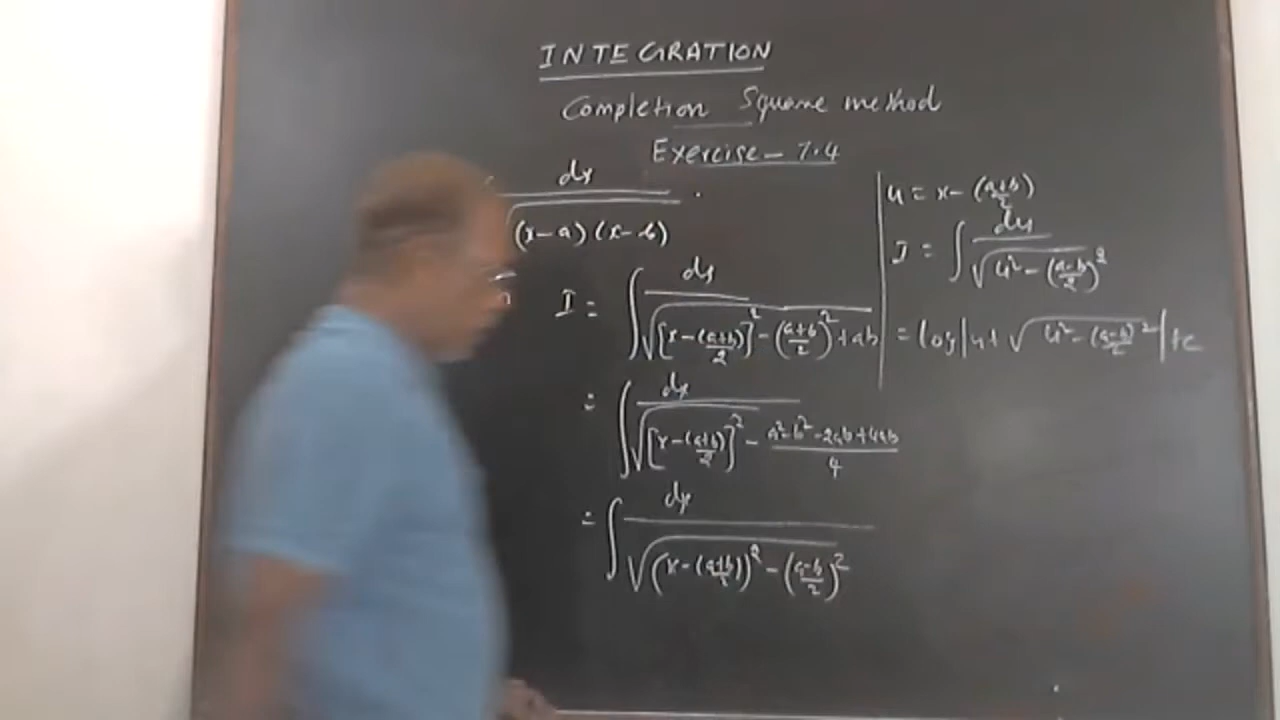 INTEGRATION
Completion Square method
Exercise - 7.4
dx
√(x-a)(x-b)
I = ∫ dx / √[x-(a+b/2)]² - (a+b/2)² + ab
= ∫ dx / √[x-(a+b/2)]² - a²-b²-2ab+4ab / 4
= ∫ dx / √(x-(a+b/2))² - (a-b/2)²
u = x-(a+b/2)
I = ∫ du / √u² - (a-b/2)²
= log|u+√u² - (a-b/2)²|+c